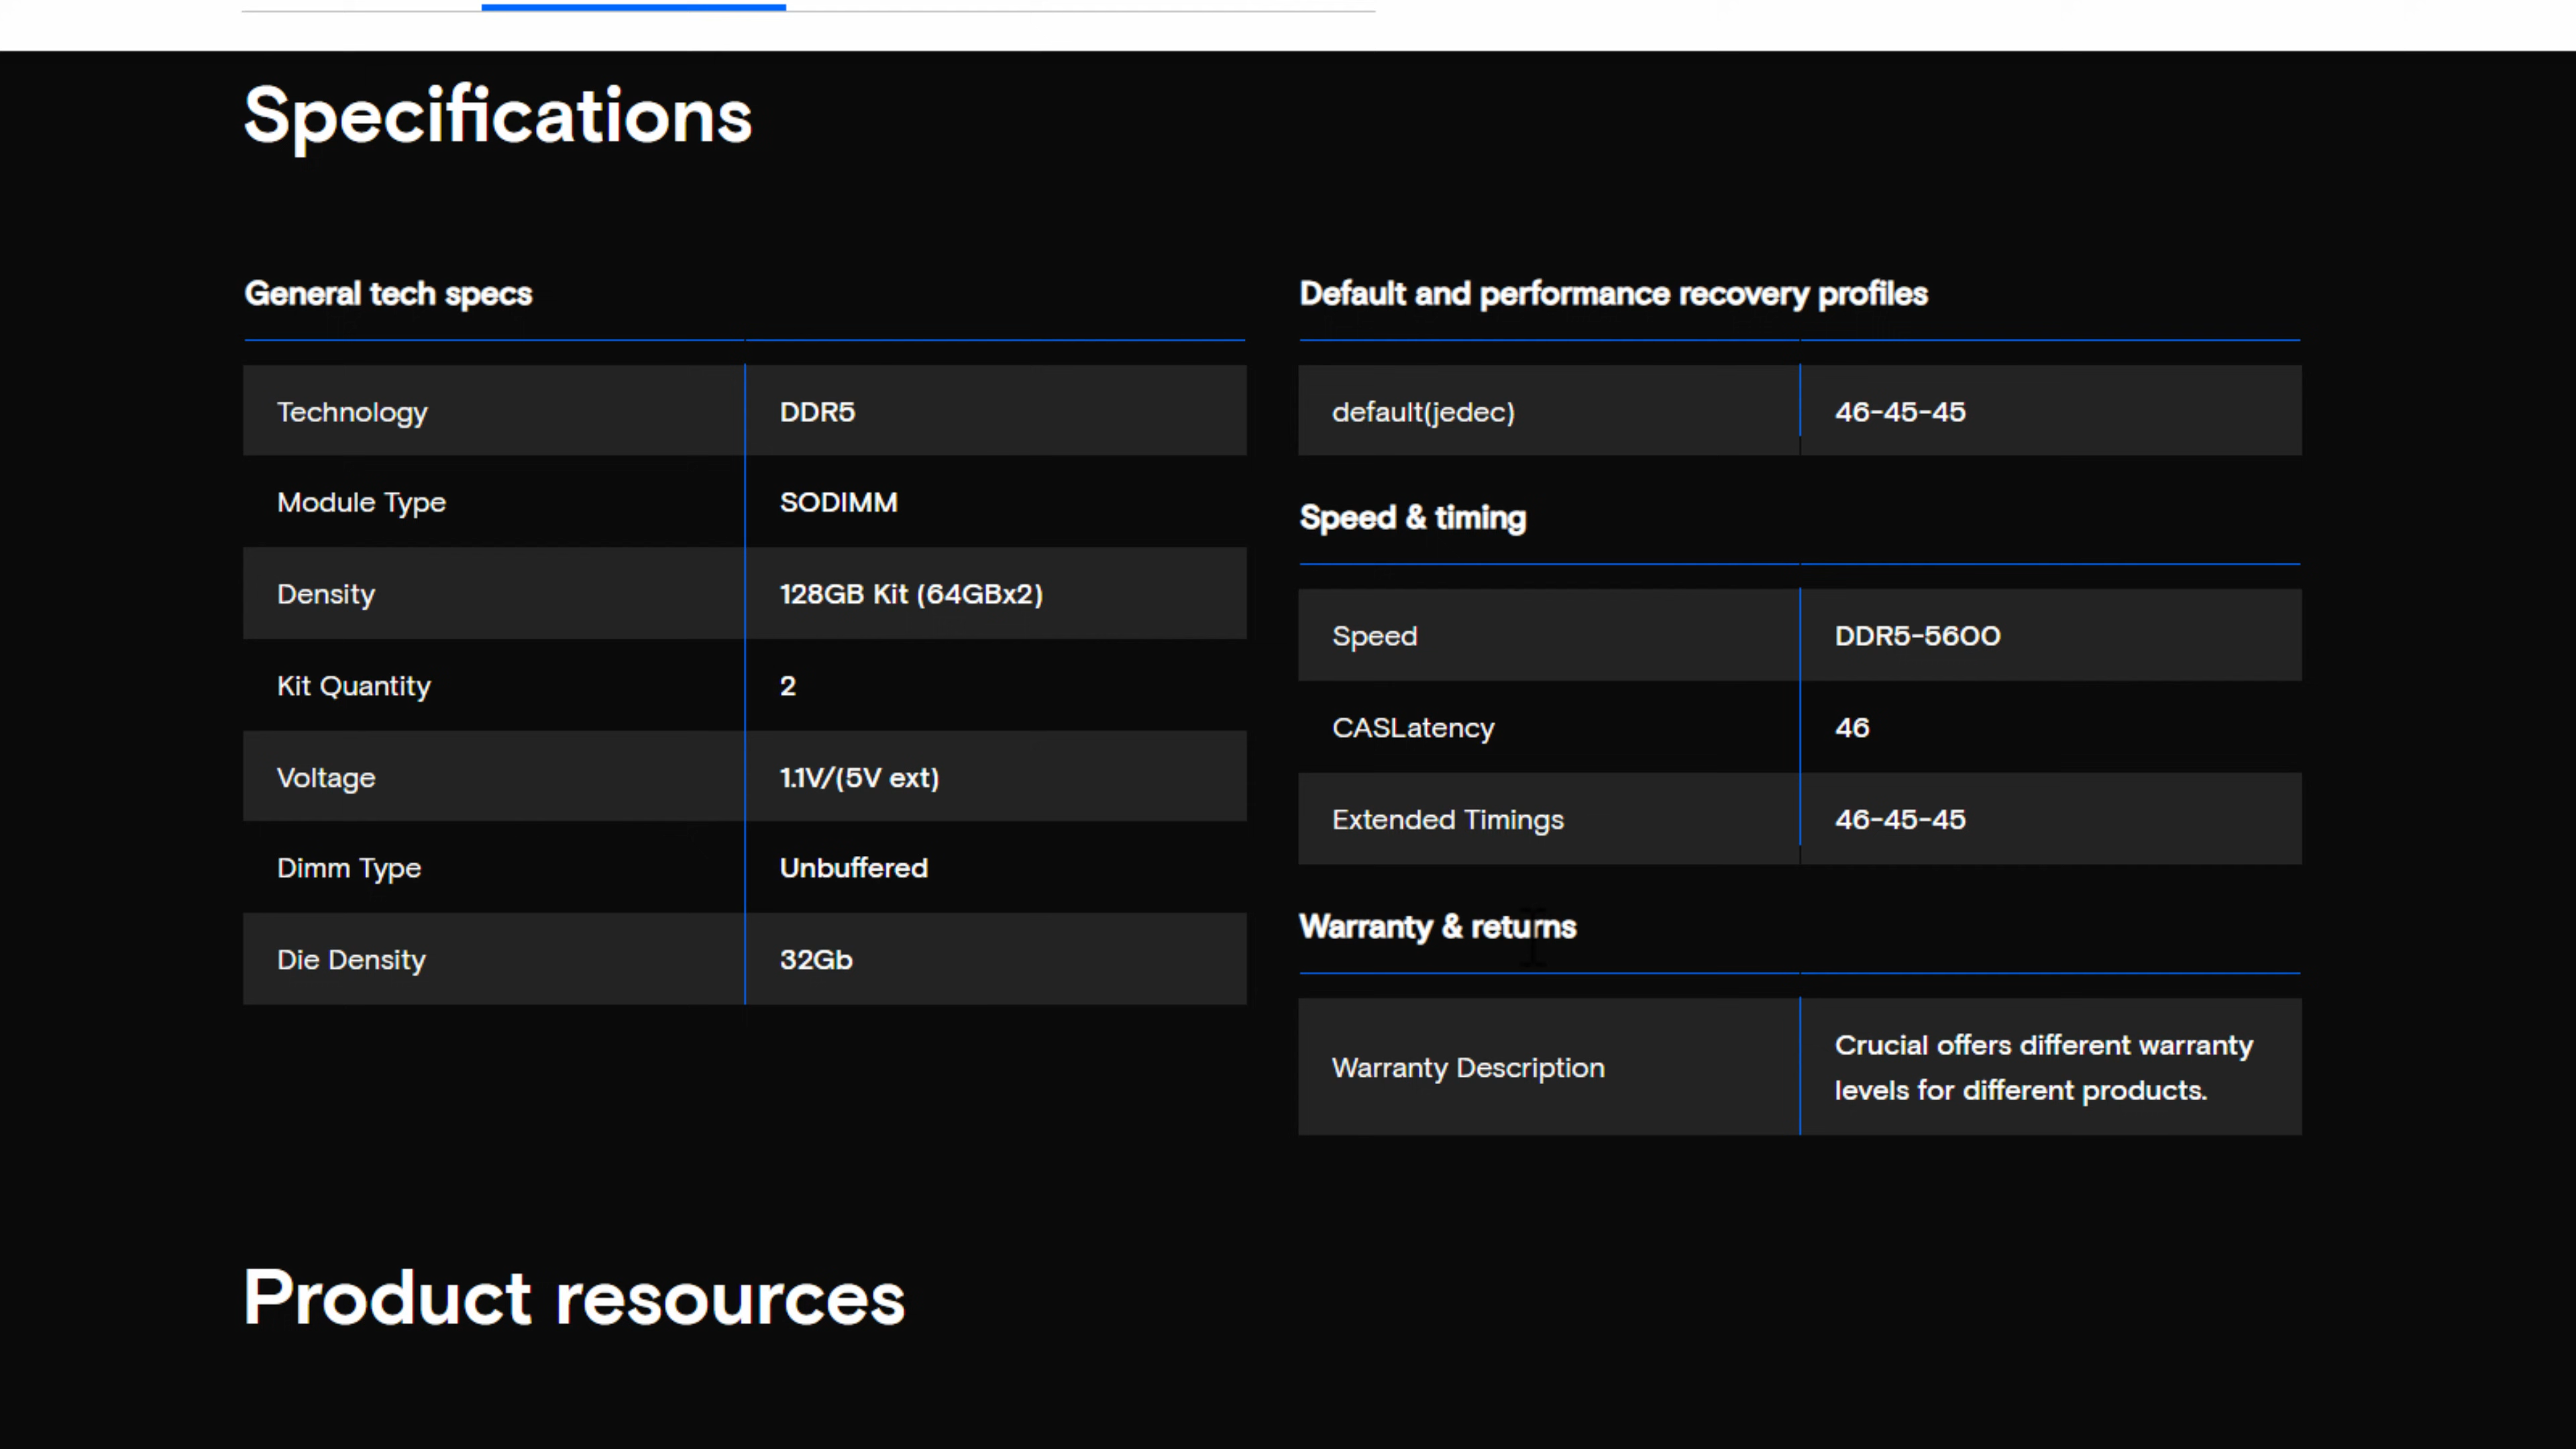 Specifications
General tech specs
Technology DDR5
Module Type SODIMM
Density 128GB Kit (64GBx2)
Kit Quantity 2
Voltage 1.1V/(5V ext)
Dimm Type Unbuffered
Die Density 32Gb
Default and performance recovery profiles
default(jedec) 46-45-45
Speed & timing
Speed DDR5-5600
CASLatency 46
Extended Timings 46-45-45
Warranty & returns
Warranty Description
Crucial offers different warranty
levels for different products.
Product resources